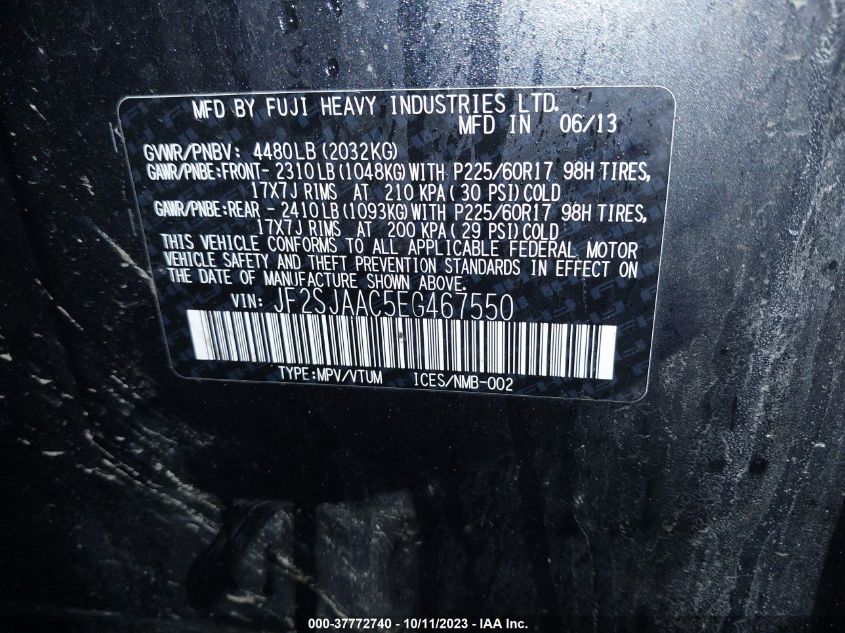 MFD BY FUJI HEAVY INDUSTRIES LTD.
MFD IN 06/13
GVWR/PNBV: 4480LB(2032KG)
GAWR/PNBE:FRONT- 2310LB(1048KG)WITH P225/60R17 98H TIRES,
17X7J RIMS AT 210 KPA( 30 PSI)COLD
GAWR/PNBE:REAR - 2410LB(1093KG)WITH P225/60R17 98H TIRES,
17X7J RIMS AT 200 KPA( 29 PSI)COLD
THIS VEHICLE CONFORMS TO ALL APPLICABLE FEDERAL MOTOR
VEHICLE SAFETY AND THEFT PREVENTION STANDARDS IN EFFECT ON
THE DATE OF MANUFACTURE SHOWN ABOVE.
VIN: JF2SJAAC5EG467550
TYPE:MPV/VTUM ICES/NMB-002
000-37772740 - 10/11/2023 - IAA Inc.